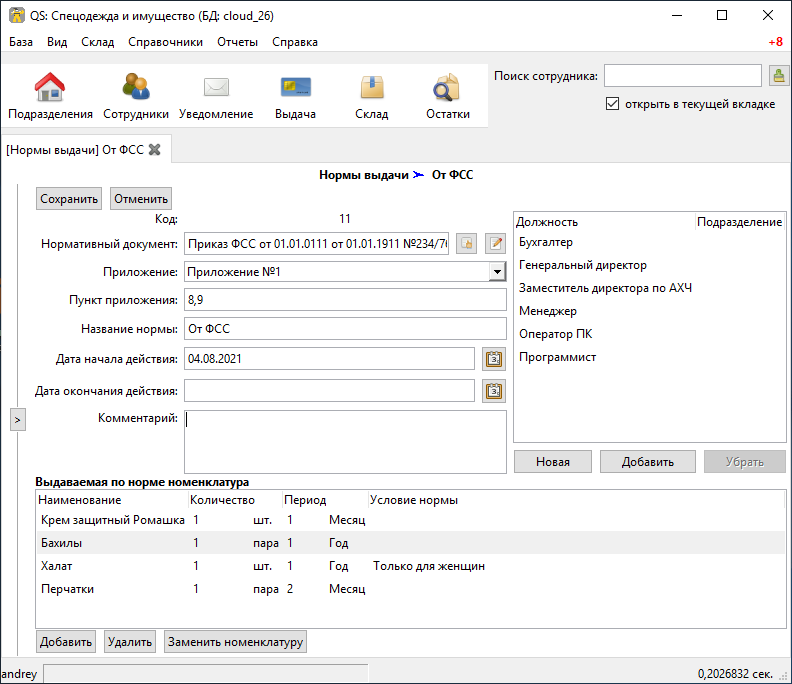 QS: Спецодежда и имущество (БД: cloud_26)
База Вид Склад Справочники Отчеты Справка +8
Подразделения Сотрудники Уведомление Выдача Склад Остатки
Поиск сотрудника:
открыть в текущей вкладке
[Нормы выдачи] От ФСС
Нормы выдачи От ФСС
Сохранить Отменить
Код: 11
Нормативный документ: Приказ ФСС от 01.01.0111 от 01.01.1911 №234/7
Приложение: Приложение №1
Пункт приложения: 8,9
Название нормы: От ФСС
Дата начала действия: 04.08.2021
Дата окончания действия:
Комментарий:
>
Должность Подразделение
Бухгалтер
Генеральный директор
Заместитель директора по АХЧ
Менеджер
Оператор ПК
Программист
Новая Добавить Убрать
Выдаваемая по норме номенклатура
Наименование Количество Период Условие нормы
Крем защитный Ромашка 1 шт. 1 Месяц
Бахилы 1 пара 1 Год
Халат 1 шт. 1 Год Только для женщин
Перчатки 1 пара 2 Месяц
Добавить Удалить Заменить номенклатуру
andrey 0,2026832 сек.